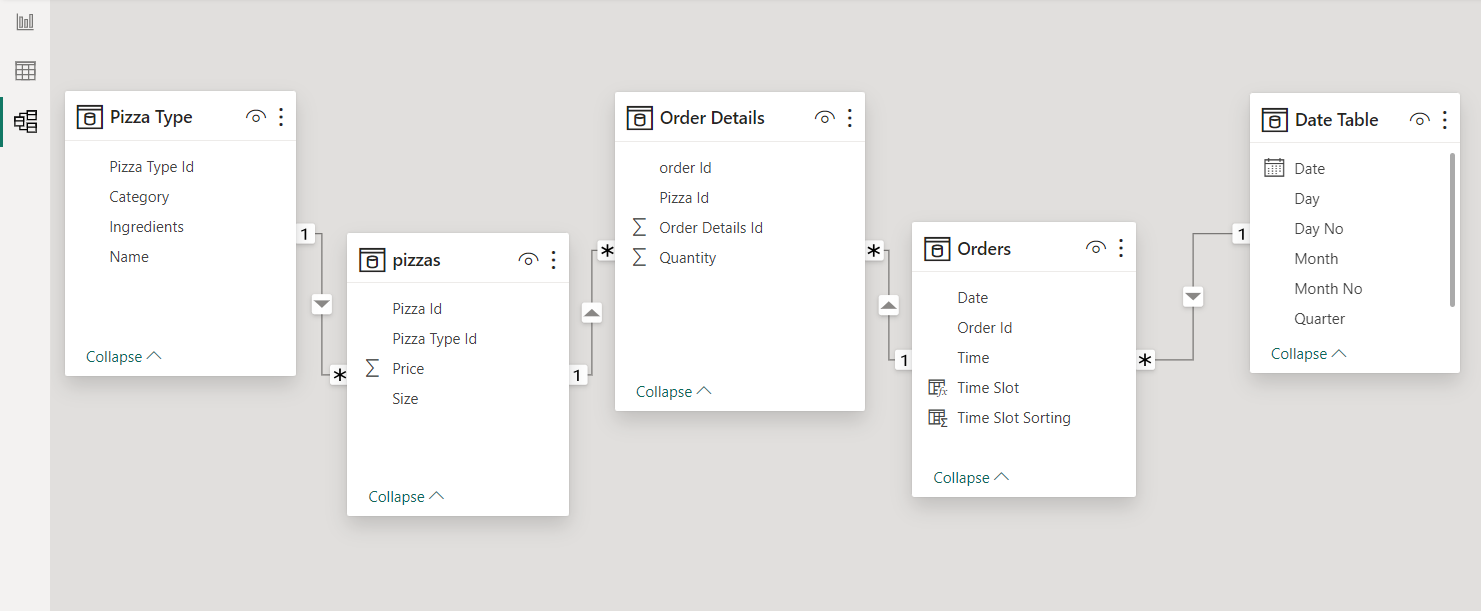 Pizza Type
Pizza Type Id
Category
Ingredients
Name
Collapse
1
*
pizzas
Pizza Id
Pizza Type Id
Price
Size
Collapse
1
*
Order Details
order Id
Pizza Id
Order Details Id
Quantity
Collapse
*
1
Orders
Date
Order Id
Time
Time Slot
Time Slot Sorting
Collapse
*
1
Date Table
Date
Day
Day No
Month
Month No
Quarter
Collapse